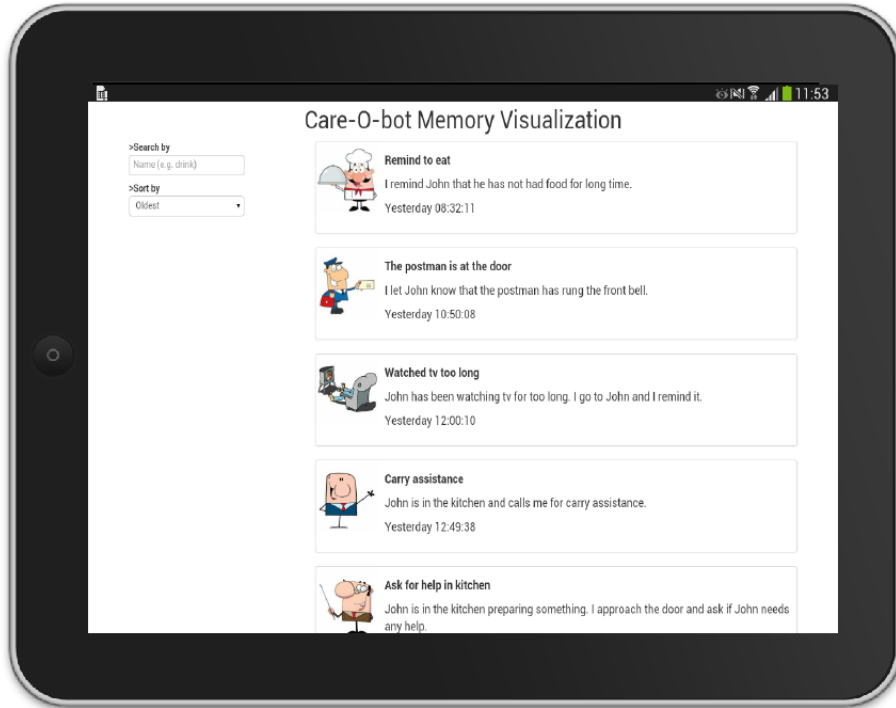 11:53
Care-O-bot Memory Visualization
>Search by
Name (e.g. drink)
>Sort by
Oldest
Remind to eat
I remind John that he has not had food for long time.
Yesterday 08:32:11
The postman is at the door
I let John know that the postman has rung the front bell.
Yesterday 10:50:08
Watched tv too long
John has been watching tv for too long. I go to John and I remind it.
Yesterday 12:00:10
Carry assistance
John is in the kitchen and calls me for carry assistance.
Yesterday 12:49:38
Ask for help in kitchen
John is in the kitchen preparing something. I approach the door and ask if John needs
any help.